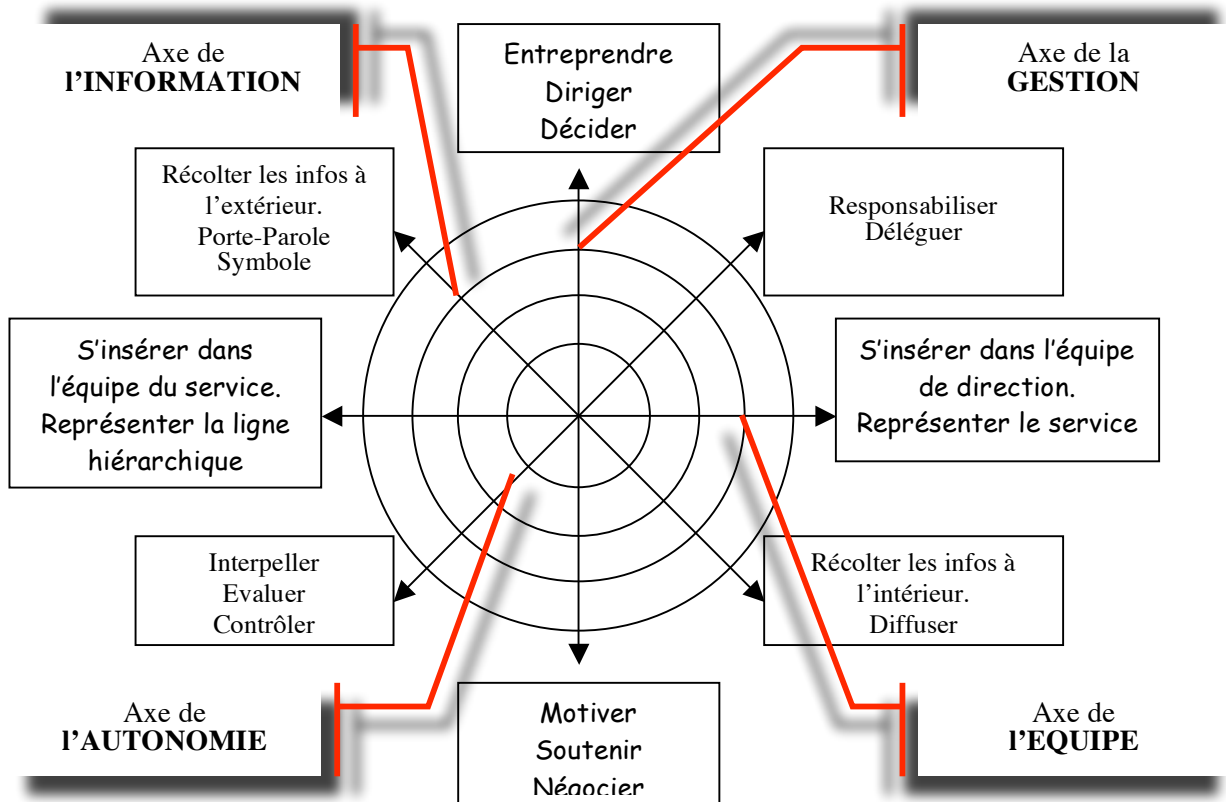 Axe de
l’INFORMATION
Entreprendre
Diriger
Décider
Axe de la
GESTION
Récolter les infos à
l’extérieur.
Porte-Parole
Symbole
Responsabiliser
Déléguer
S’insérer dans
l’équipe du service.
Représenter la ligne
hiérarchique
S’insérer dans l’équipe
de direction.
Représenter le service
Interpeller
Evaluer
Contrôler
Récolter les infos à
l’intérieur.
Diffuser
Axe de
l’AUTONOMIE
Motiver
Soutenir
Négocier
Axe de
l’EQUIPE